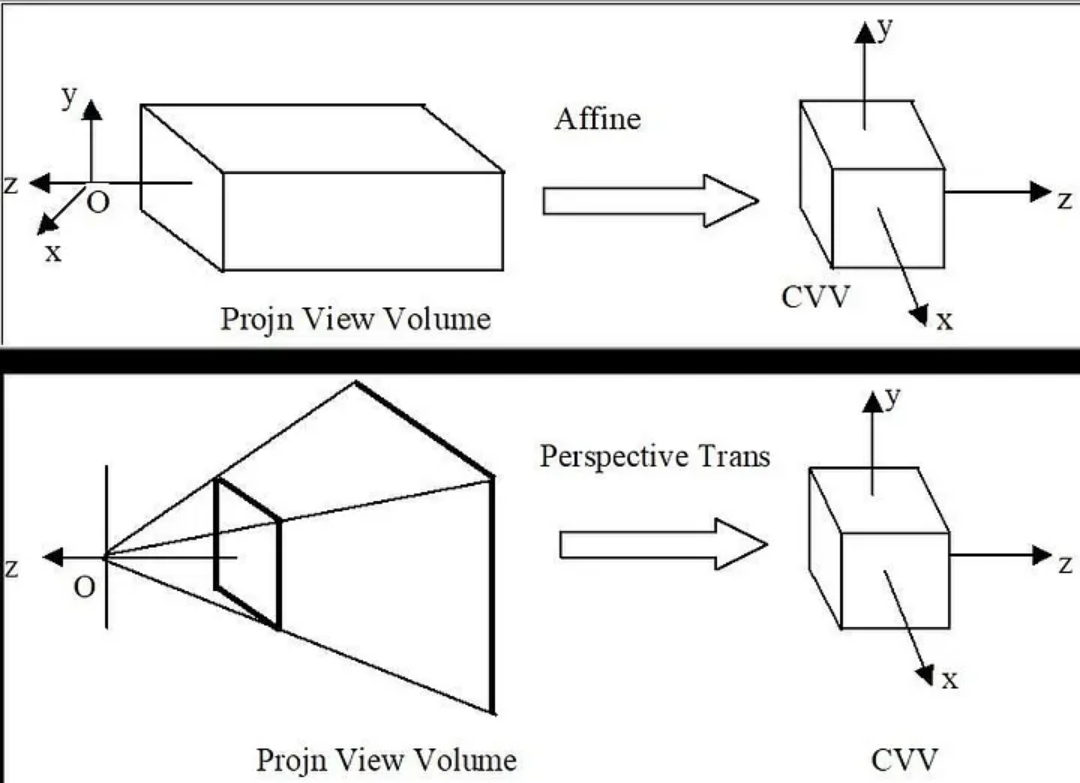 y
y
Affine
z
O
z
x
CVV
x
Projn View Volume
y
Perspective Trans
z
O
z
x
Projn View Volume
CVV